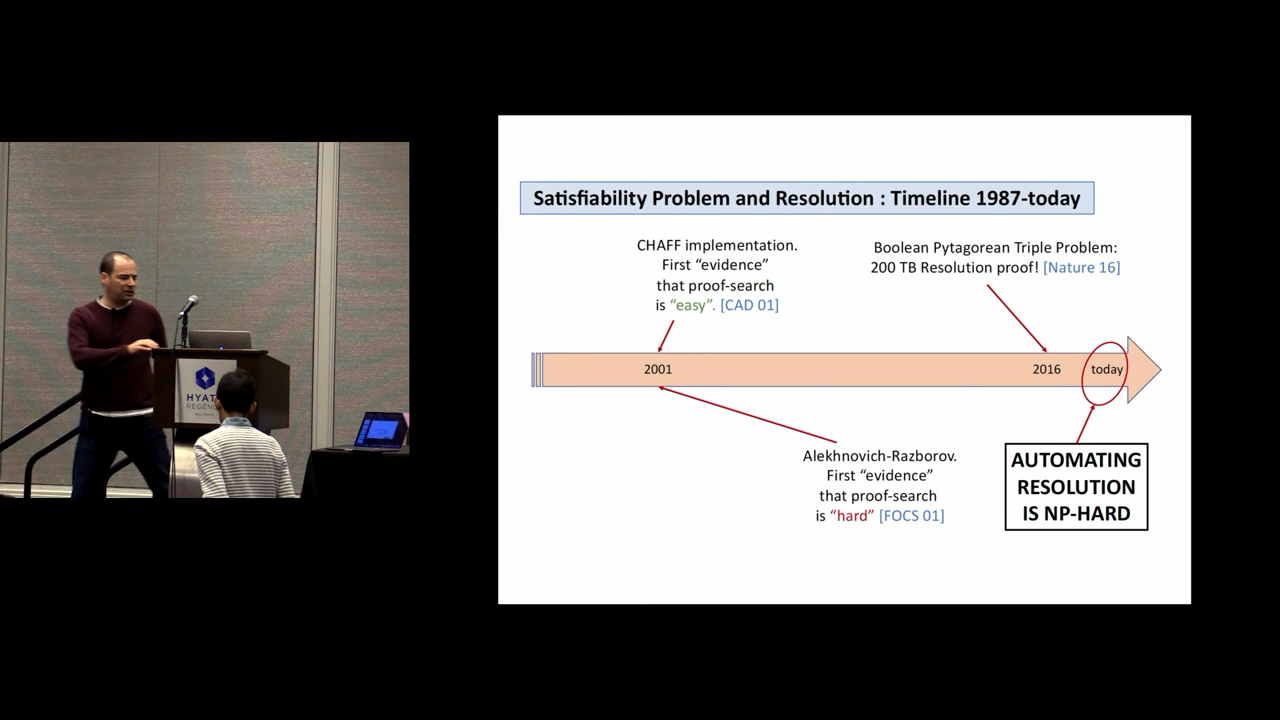 Satisfiability Problem and Resolution : Timeline 1987-today
CHAFF implementation.
First “evidence”
that proof-search
is “easy”. [CAD 01]
Boolean Pytagorean Triple Problem:
200 TB Resolution proof! [Nature 16]
2001
2016
today
Alekhnovich-Razborov.
First “evidence”
that proof-search
is “hard” [FOCS 01]
AUTOMATING
RESOLUTION
IS NP-HARD